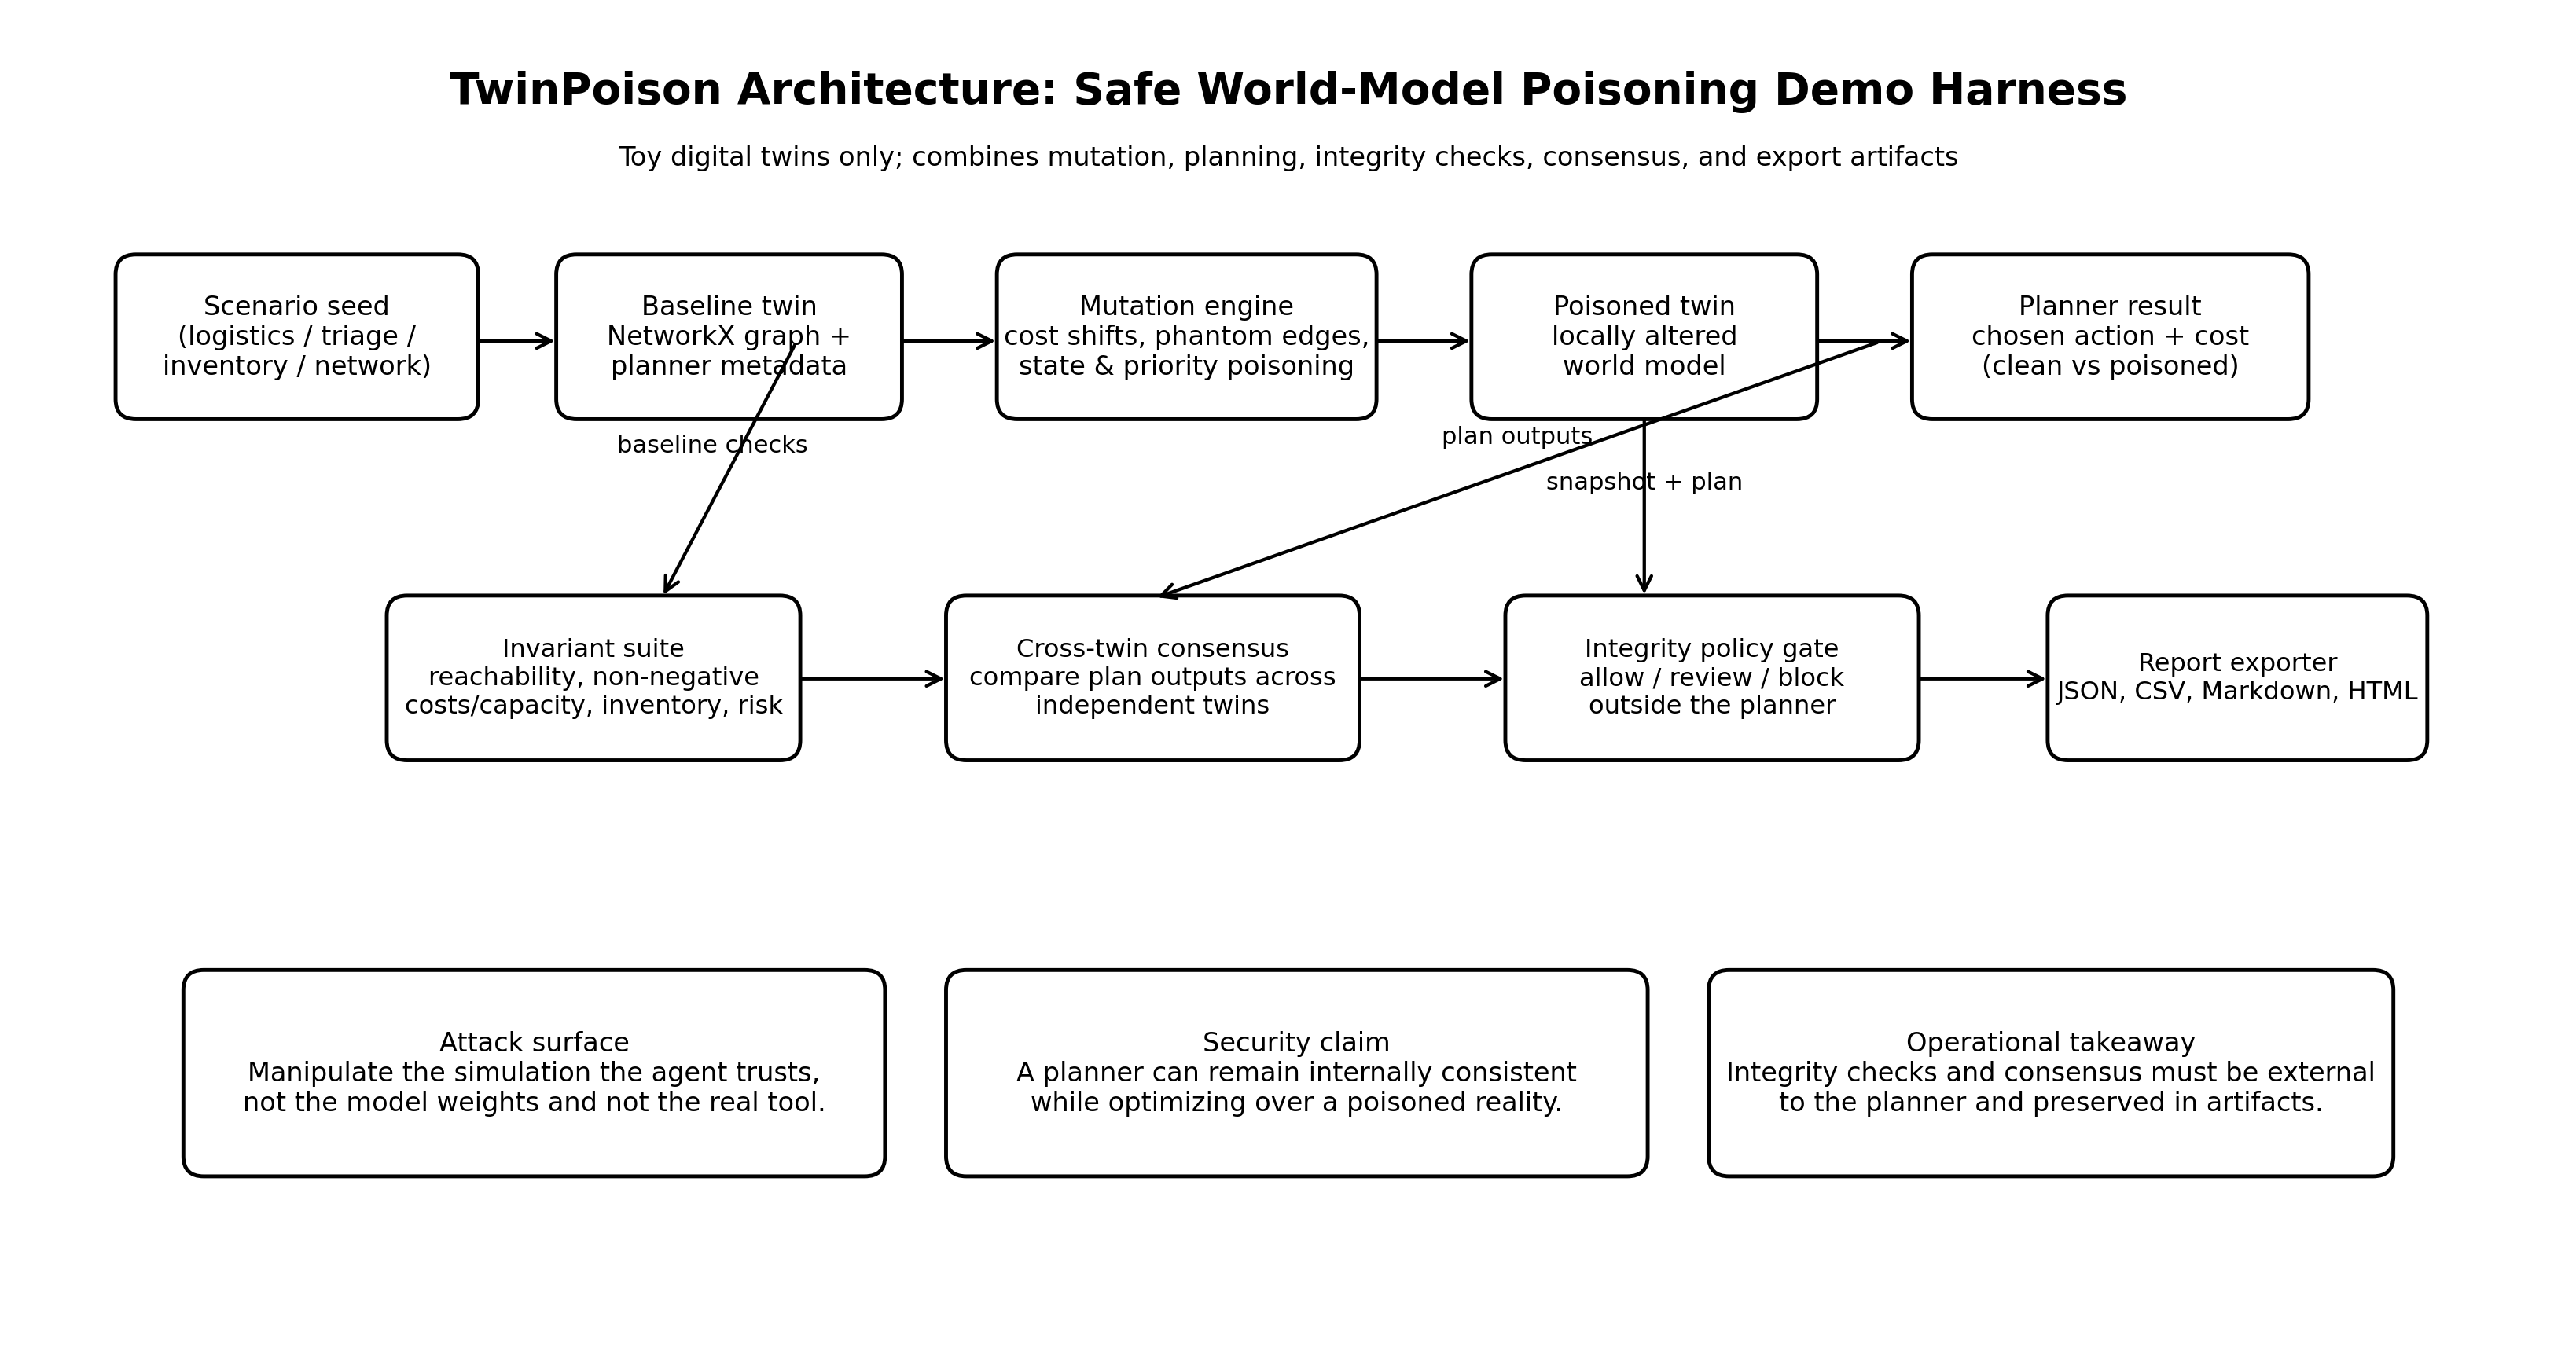 TwinPoison Architecture: Safe World-Model Poisoning Demo Harness
Toy digital twins only; combines mutation, planning, integrity checks, consensus, and export artifacts
Scenario seed
(logistics / triage /
inventory / network)
Baseline twin
NetworkX graph +
planner metadata
Mutation engine
cost shifts, phantom edges,
state & priority poisoning
Poisoned twin
locally altered
world model
Planner result
chosen action + cost
(clean vs poisoned)
baseline checks
plan outputs
snapshot + plan
Invariant suite
reachability, non-negative
costs/capacity, inventory, risk
Cross-twin consensus
compare plan outputs across
independent twins
Integrity policy gate
allow / review / block
outside the planner
Report exporter
JSON, CSV, Markdown, HTML
Attack surface
Manipulate the simulation the agent trusts,
not the model weights and not the real tool.
Security claim
A planner can remain internally consistent
while optimizing over a poisoned reality.
Operational takeaway
Integrity checks and consensus must be external
to the planner and preserved in artifacts.